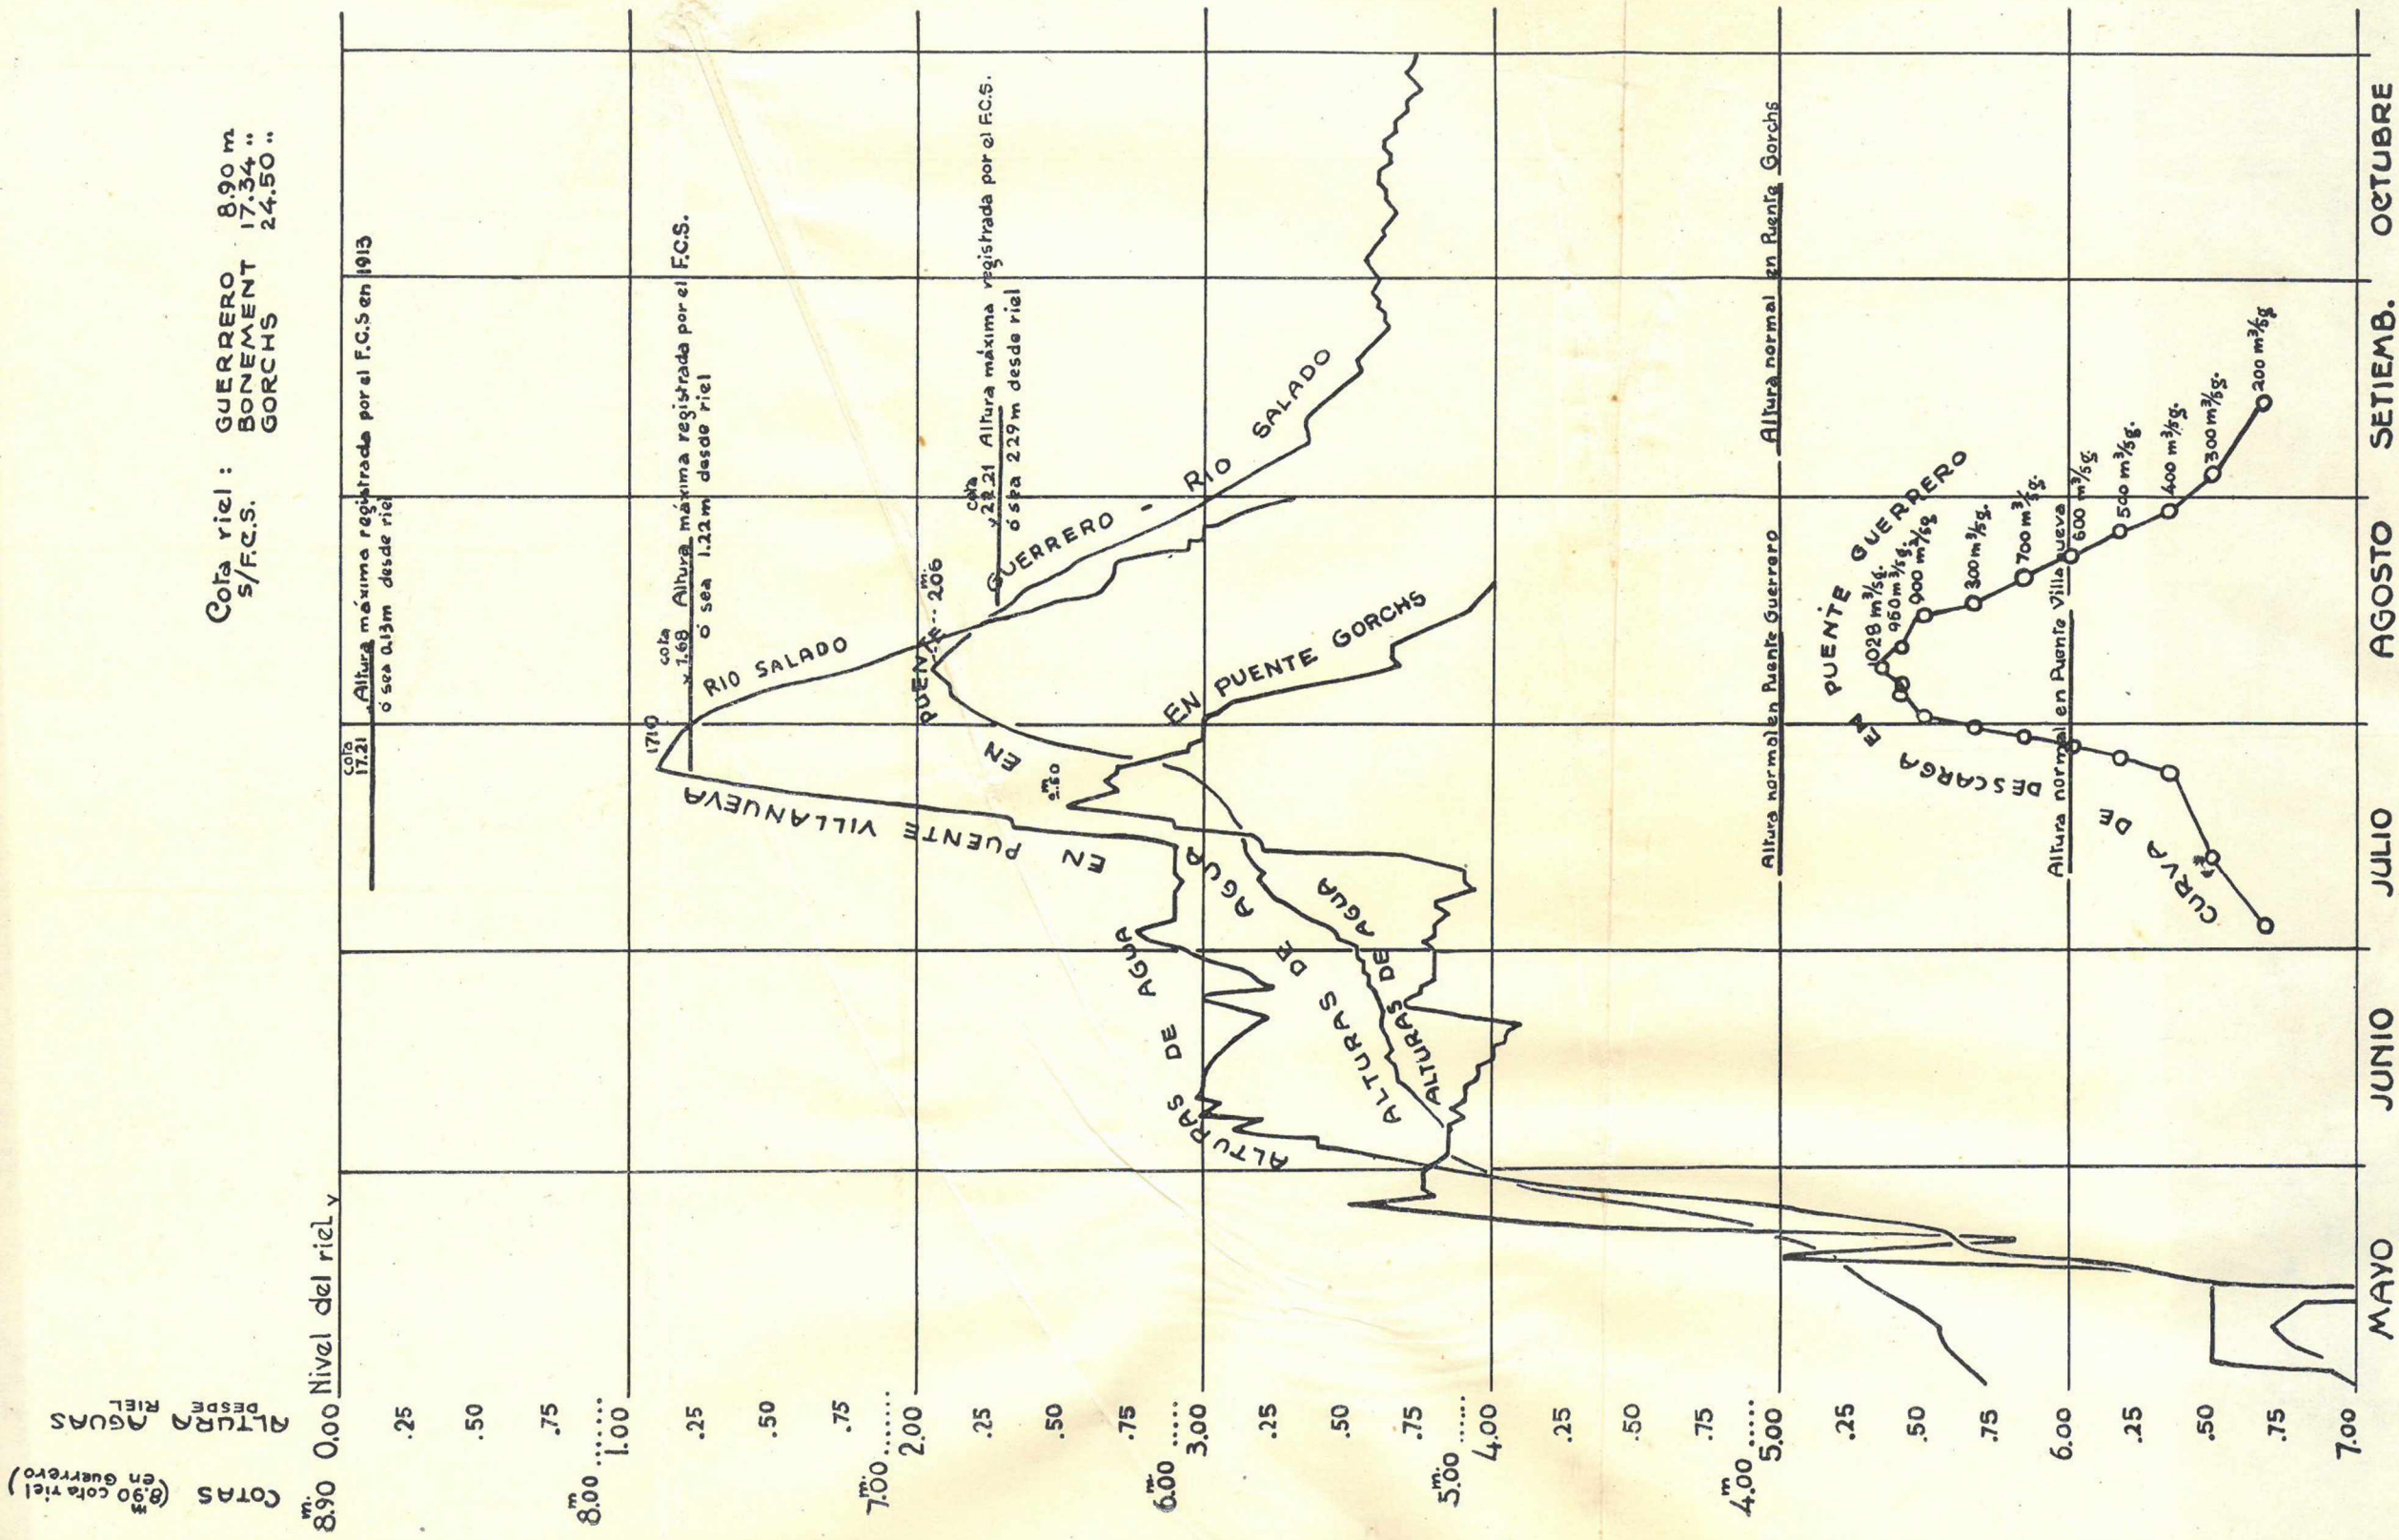 Cota riel : GUERRERO 8.90 m
S/F.C.S. BONEMENT 17.34 "
GORCHS 24.50 "
COTAS (8.90 cota riel en Guerrero)
ALTURA AGUAS DESDE RIEL
m. 8.90 0.00 Nivel del riel
.25
.50
.75
m 8.00 ...... 1.00
.25
.50
.75
m. 7.00 ...... 2.00
.25
.50
.75
m 6.00 ..... 3.00
.25
.50
.75
m. 5.00 ..... 4.00
.25
.50
.75
m. 4.00 ..... 5.00
.25
.50
.75
6.00
.25
.50
.75
7.00
cota
17.21 Altura máxima registrada por el F.C.S en 1913
ó sea 0.13m desde riel
1710
cota
7.68 Altura máxima registrada por el F.C.S.
ó sea 1.22m desde riel
cota
22.21 Altura máxima registrada por el F.C.S.
ó sea 229m desde riel
ALTURAS DE AGUA EN PUENTE VILLANUEVA RIO SALADO
ALTURAS DE AGUA EN PUENTE GUERRERO - RIO SALADO
m. 206
ALTURAS DE AGUA EN PUENTE GORCHS
Altura normal en Puente Guerrero
Altura normal en Puente Gorchs
Altura normal en Puente Villanueva
CURVA DE DESCARGA EN PUENTE GUERRERO
1028 m³/sg.
950 m³/sg.
900 m³/sg
300 m³/sg.
700 m³/sg.
600 m³/sg.
500 m³/sg.
400 m³/sg.
300 m³/sg.
200 m³/sg
MAYO JUNIO JULIO AGOSTO SETIEMB. OCTUBRE